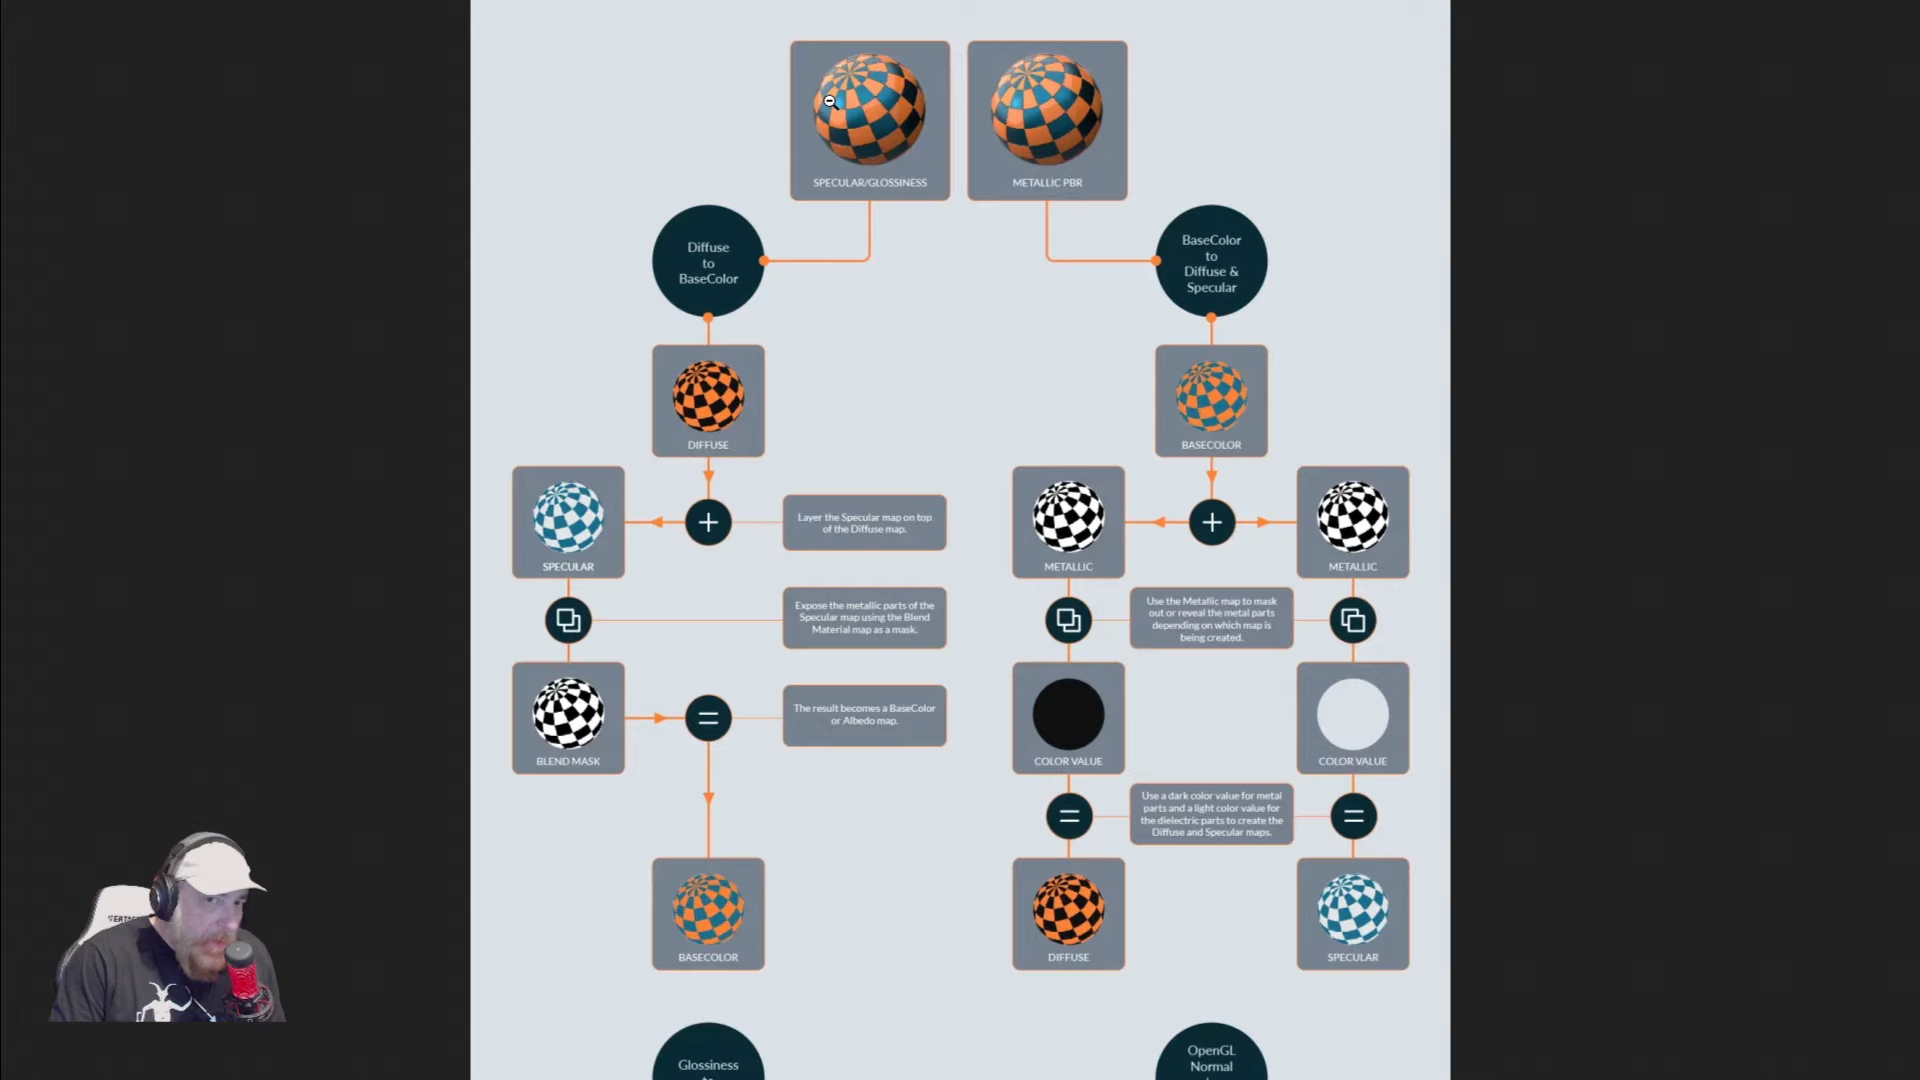 SPECULAR/GLOSSINESS
METALLIC PBR
Diffuse
to
BaseColor
BaseColor
to
Diffuse &
Specular
DIFFUSE
BASECOLOR
SPECULAR
Layer the Specular map on top
of the Diffuse map.
METALLIC
METALLIC
Expose the metallic parts of the
Specular map using the Blend
Material map as a mask.
Use the Metallic map to mask
out or reveal the metal parts
depending on which map is
being created.
BLEND MASK
The result becomes a BaseColor
or Albedo map.
COLOR VALUE
COLOR VALUE
Use a dark color value for metal
parts and a light color value for
the dielectric parts to create the
Diffuse and Specular maps.
BASECOLOR
DIFFUSE
SPECULAR
Glossiness
OpenGL
Normal